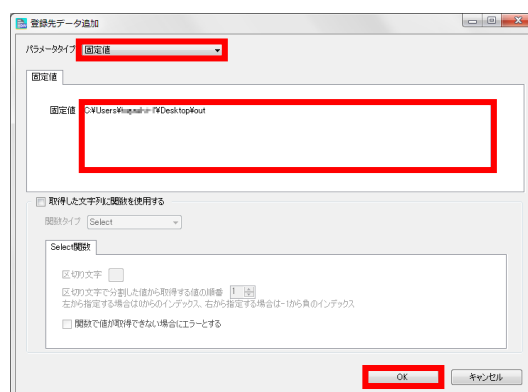 登録先データ追加
パラメータタイプ 固定値
固定値
固定値 C:¥Users¥ ¥Desktop¥out
取得した文字列に関数を使用する
関数タイプ Select
Select関数
区切り文字
区切り文字で分割した値から取得する値の順番 1
左から指定する場合は0からのインデックス、右から指定する場合は-1から負のインデックス
関数で値が取得できない場合にエラーとする
OK キャンセル